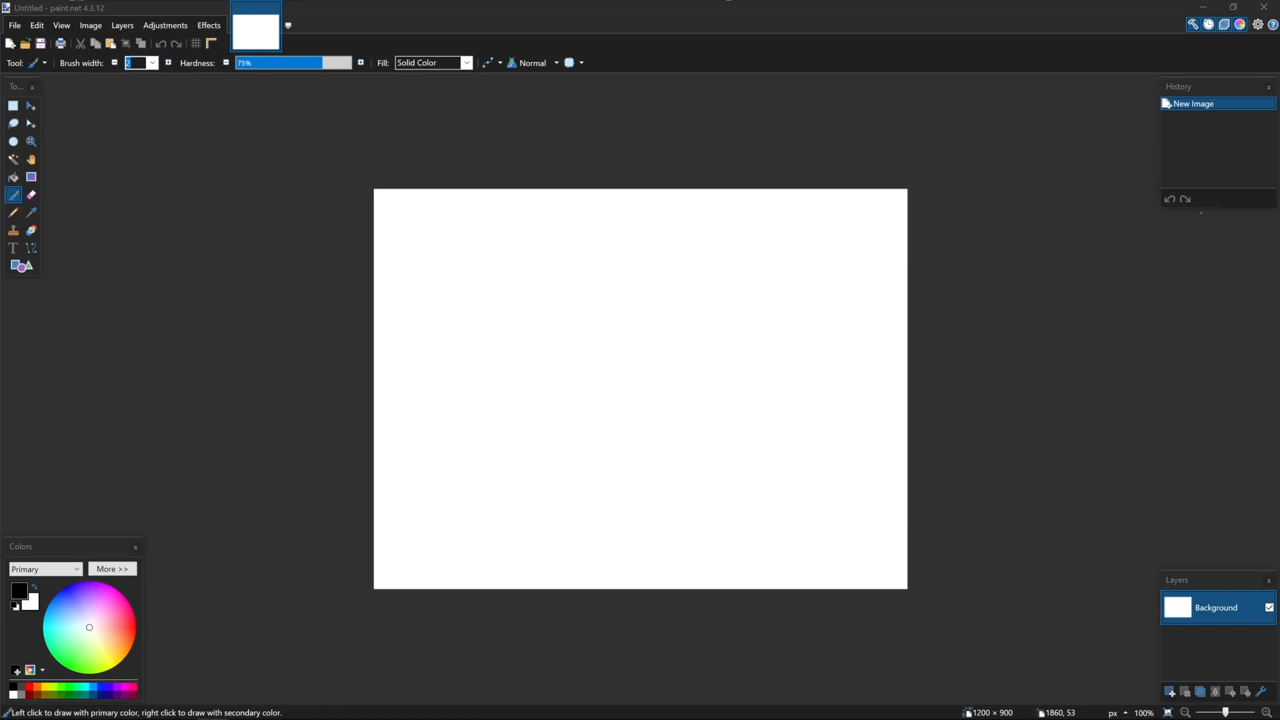 Untitled - paint.net 4.3.12
File Edit View Image Layers Adjustments Effects
Tool: Brush width: 2 Hardness: 75% Fill: Solid Color Normal
To...
History
New Image
Colors
Primary More >>
Layers
Background
Left click to draw with primary color, right click to draw with secondary color. 1200 × 900 1860, 53 px 100%